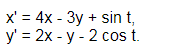 x' = 4x - 3y + sin t,
y' = 2x - y - 2 cos t.